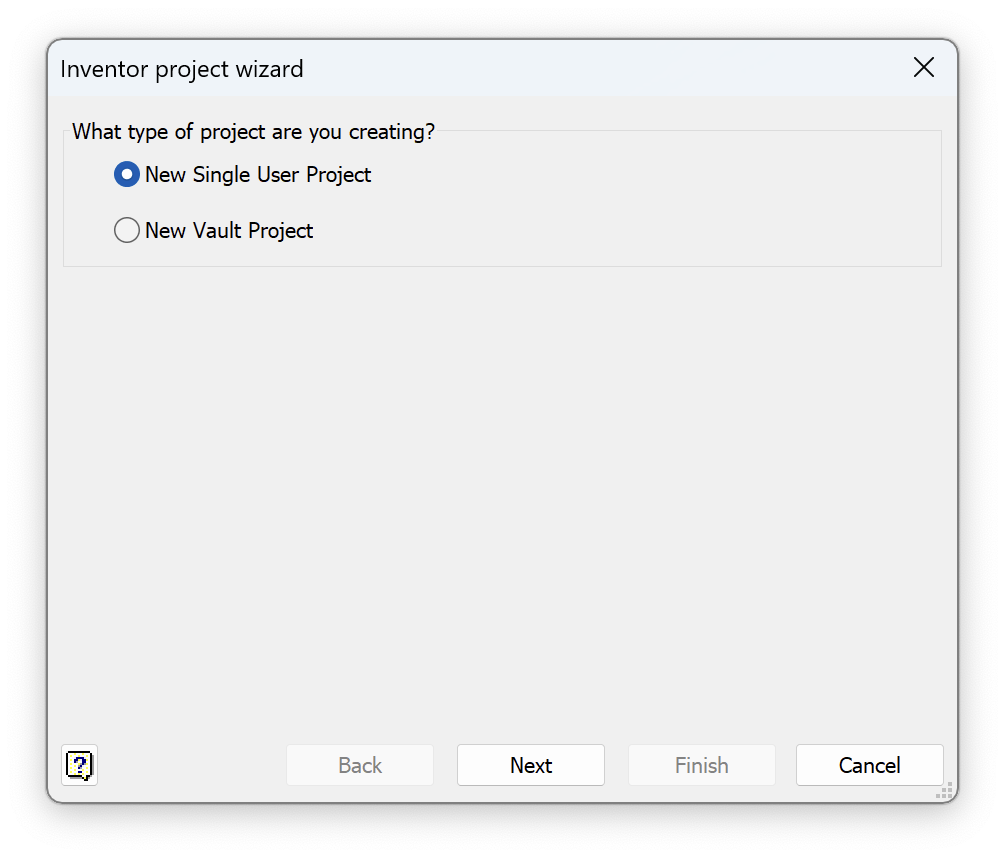 Inventor project wizard
What type of project are you creating?
New Single User Project
New Vault Project
?
Back
Next
Finish
Cancel